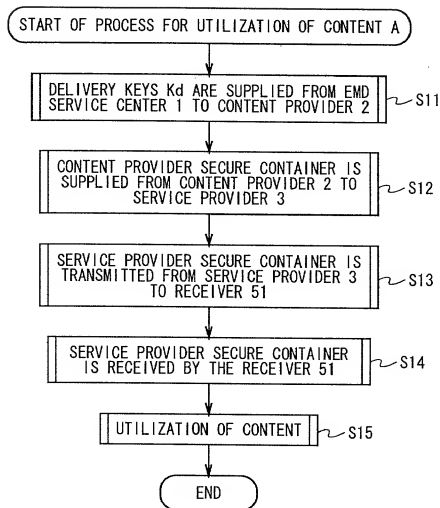 START OF PROCESS FOR UTILIZATION OF CONTENT A
DELIVERY KEYS Kd ARE SUPPLIED FROM EMD
SERVICE CENTER 1 TO CONTENT PROVIDER 2
S11
CONTENT PROVIDER SECURE CONTAINER IS
SUPPLIED FROM CONTENT PROVIDER 2 TO
SERVICE PROVIDER 3
S12
SERVICE PROVIDER SECURE CONTAINER IS
TRANSMITTED FROM SERVICE PROVIDER 3
TO RECEIVER 51
S13
SERVICE PROVIDER SECURE CONTAINER
IS RECEIVED BY THE RECEIVER 51
S14
UTILIZATION OF CONTENT
S15
END